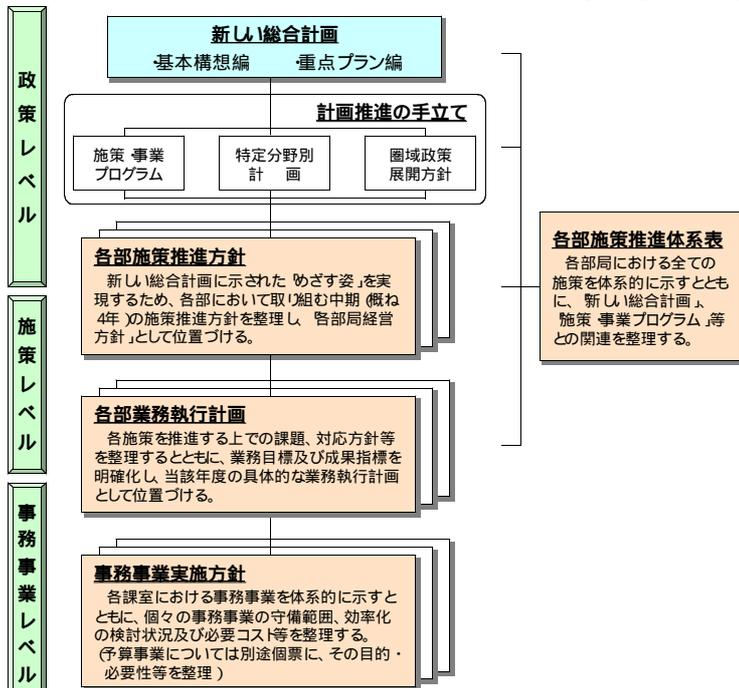 政策レベル
新しい総合計画
・基本構想編　・重点プラン編
計画推進の手立て
施策・事業
プログラム
特定分野別
計　画
圏域政策
展開方針
各部施策推進方針
新しい総合計画に示された「めざす姿」を実
現するため、各部において取り組む中期(概ね
4年)の施策推進方針を整理し、「各部局経営
方針」として位置づける。
各部施策推進体系表
各部局における全ての
施策を体系的に示すととも
に、「新しい総合計画」、
「施策・事業プログラム」等
との関連を整理する。
施策レベル
各部業務執行計画
各施策を推進する上での課題、対応方針等
を整理するとともに、業務目標及び成果指標を
明確化し、当該年度の具体的な業務執行計画
として位置づける。
事務事業レベル
事務事業実施方針
各課室における事務事業を体系的に示すと
ともに、個々の事務事業の守備範囲、効率化
の検討状況及び必要コスト等を整理する。
(予算事業については別途個票に、その目的・
必要性等を整理)